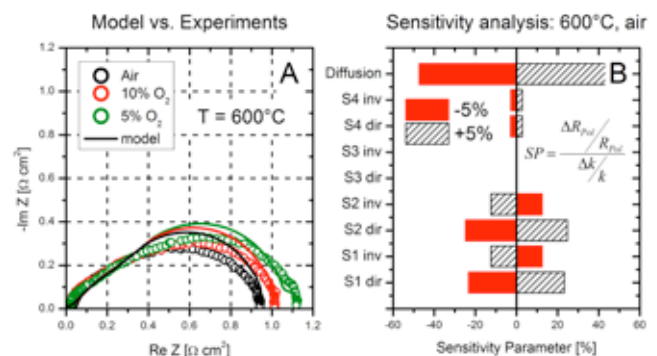 Model vs. Experiments
-Im Z [Ω cm²]
1.2
1.0
0.8
0.6
0.4
0.2
0.0
A
Air
10% O₂
5% O₂
model
T = 600°C
0.0 0.2 0.4 0.6 0.8 1.0 1.2
Re Z [Ω cm²]
Sensitivity analysis: 600°C, air
B
Diffusion
S4 inv
S4 dir
S3 inv
S3 dir
S2 inv
S2 dir
S1 inv
S1 dir
-5%
+5%
SP = ΔR_Pol/R_Pol / Δk/k
-60 -40 -20 0 20 40 60
Sensitivity Parameter [%]